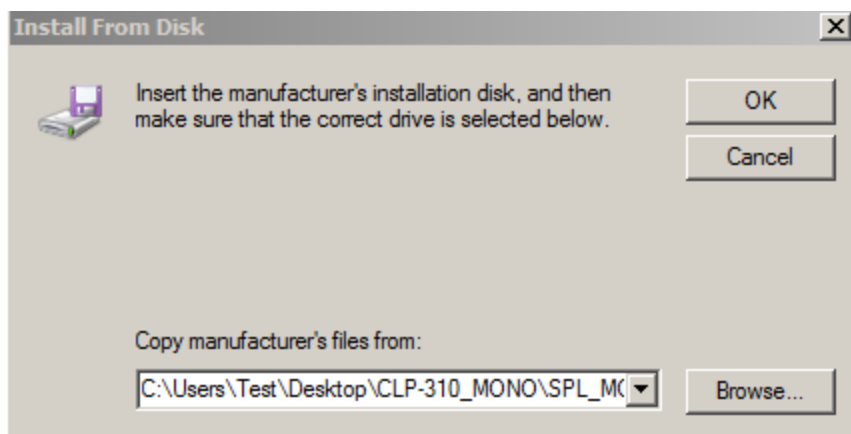 Install From Disk
Insert the manufacturer's installation disk, and then
make sure that the correct drive is selected below.
OK
Cancel
Copy manufacturer's files from:
C:\Users\Test\Desktop\CLP-310_MONO\SPL_M(
Browse...